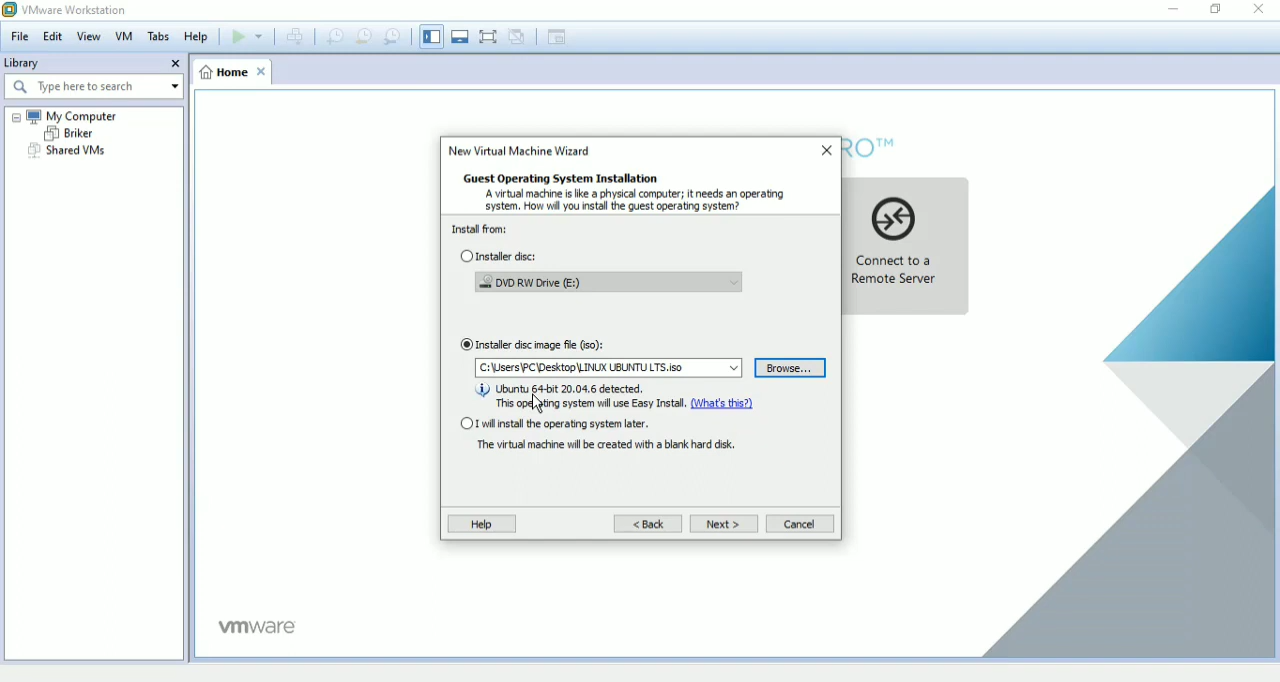 VMware Workstation
File Edit View VM Tabs Help
Library
Type here to search
My Computer
Briker
Shared VMs
Home
RO™
Connect to a
Remote Server
New Virtual Machine Wizard
Guest Operating System Installation
A virtual machine is like a physical computer; it needs an operating
system. How will you install the guest operating system?
Install from:
Installer disc:
DVD RW Drive (E:)
Installer disc image file (iso):
C:\Users\PC\Desktop\LINUX UBUNTU LTS.iso
Browse...
Ubuntu 64-bit 20.04.6 detected.
This operating system will use Easy Install. (What's this?)
I will install the operating system later.
The virtual machine will be created with a blank hard disk.
Help
< Back
Next >
Cancel
vmware